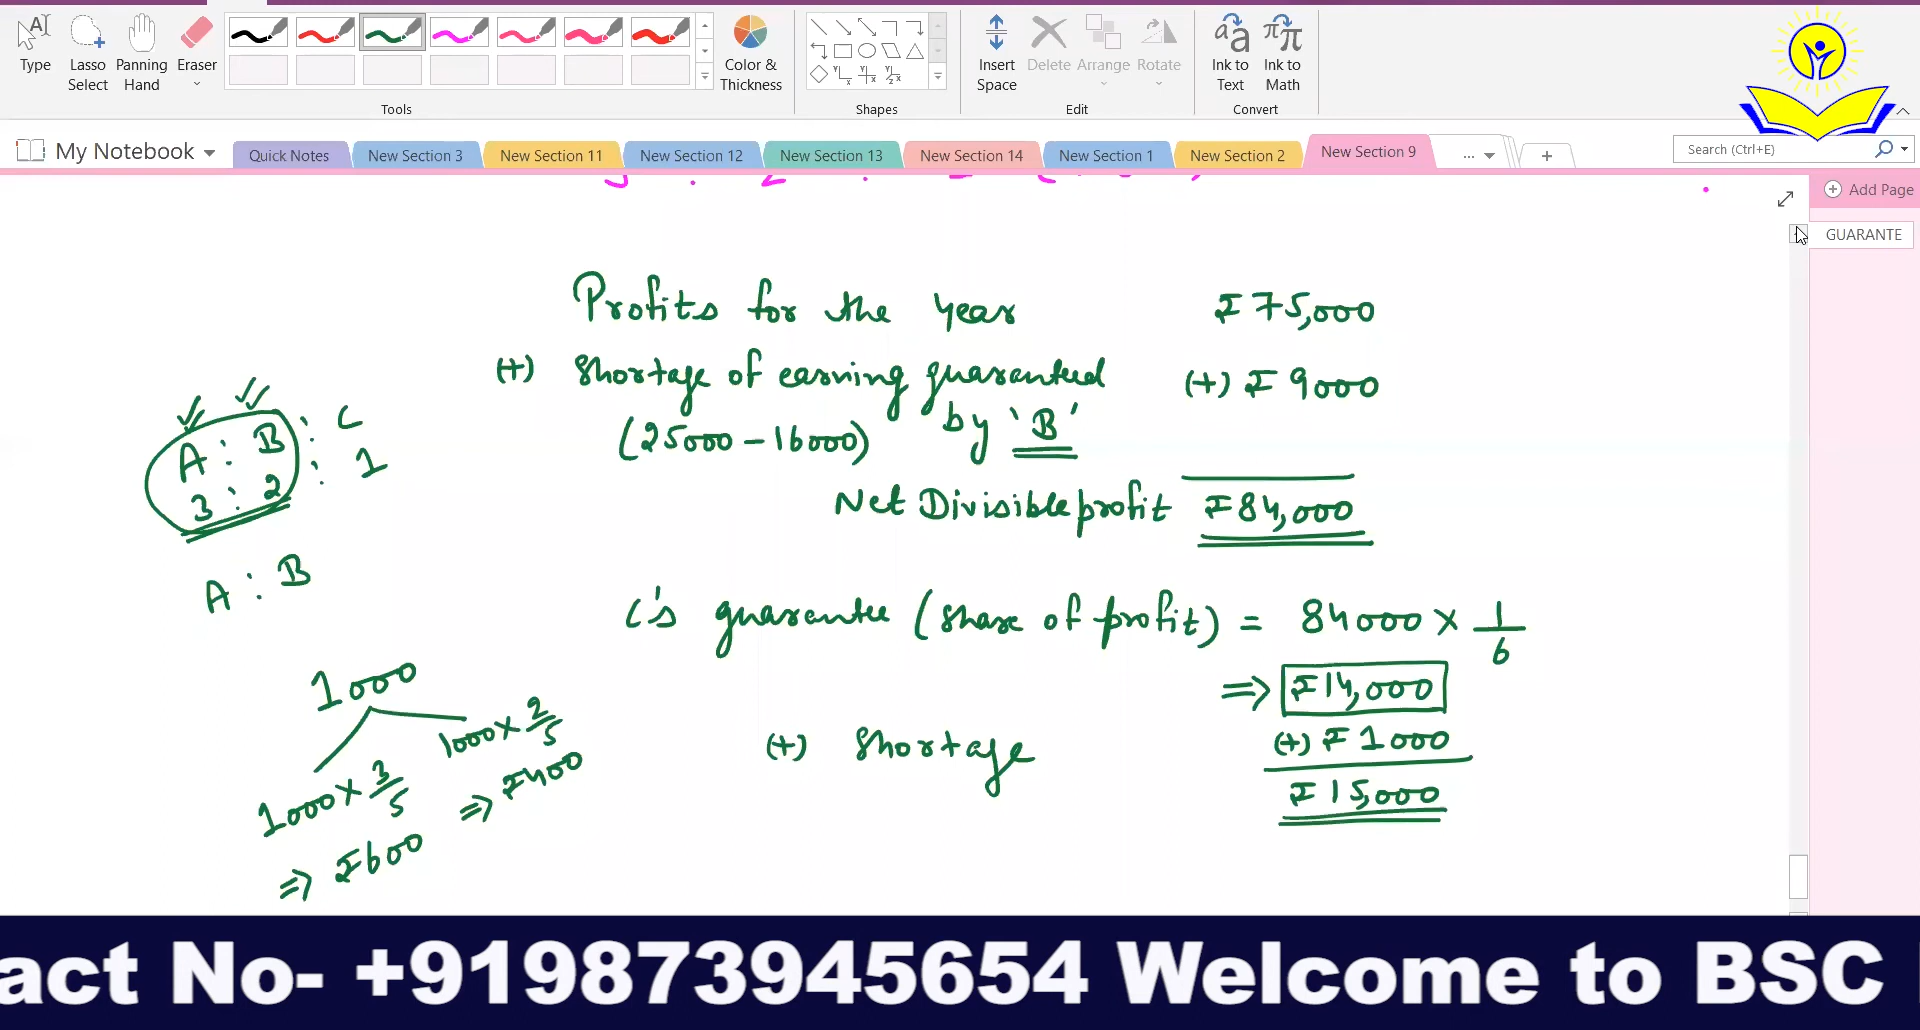 Type
Lasso Select
Panning Hand
Eraser
Color & Thickness
Insert Space
Delete
Arrange
Rotate
Ink to Text
Ink to Math
Tools
Shapes
Edit
Convert
My Notebook
Quick Notes
New Section 3
New Section 11
New Section 12
New Section 13
New Section 14
New Section 1
New Section 2
New Section 9
...
Search (Ctrl+E)
Add Page
GUARANTE
Profits for the year ₹75,000
(+) Shortage of earning guaranteed (+) ₹9000
by 'B'
(25000 - 16000)
Net Divisible profit ₹84,000
A : B : C
3 : 2 : 1
A : B
C's guarantee (share of profit) = 84000 × 1/6
⇒ ₹14,000
(+) Shortage (+) ₹1000
₹15,000
1000
1000 × 2/5
⇒ ₹400
1000 × 3/5
⇒ ₹600
act No- +919873945654 Welcome to BSC